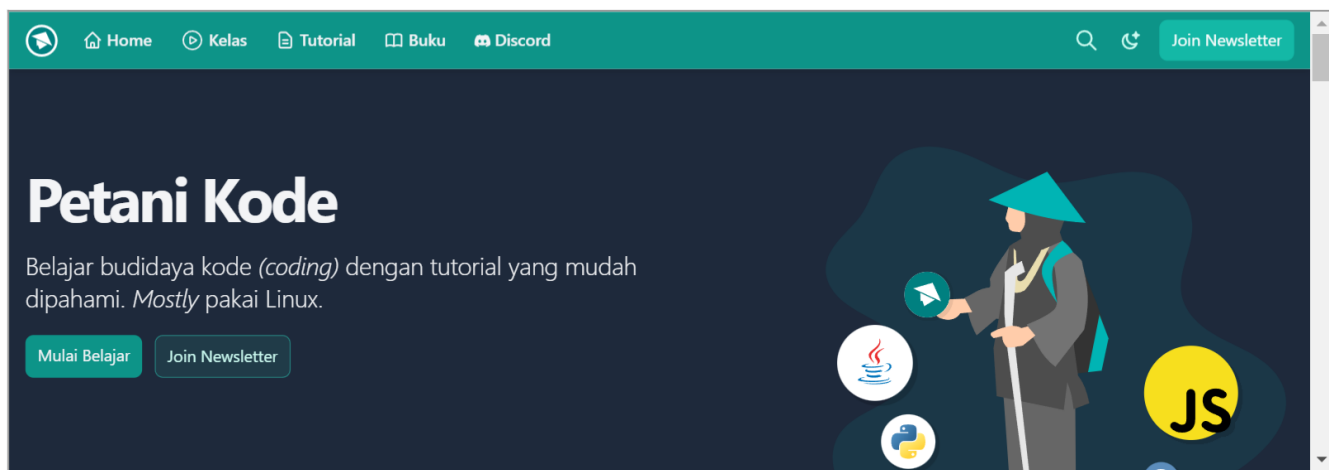 Home Kelas Tutorial Buku Discord Join Newsletter
Petani Kode
Belajar budidaya kode (coding) dengan tutorial yang mudah
dipahami. Mostly pakai Linux.
Mulai Belajar Join Newsletter
JS